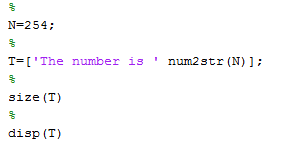 %
N=254;
%
T=['The number is ' num2str(N)];
%
size(T)
%
disp(T)